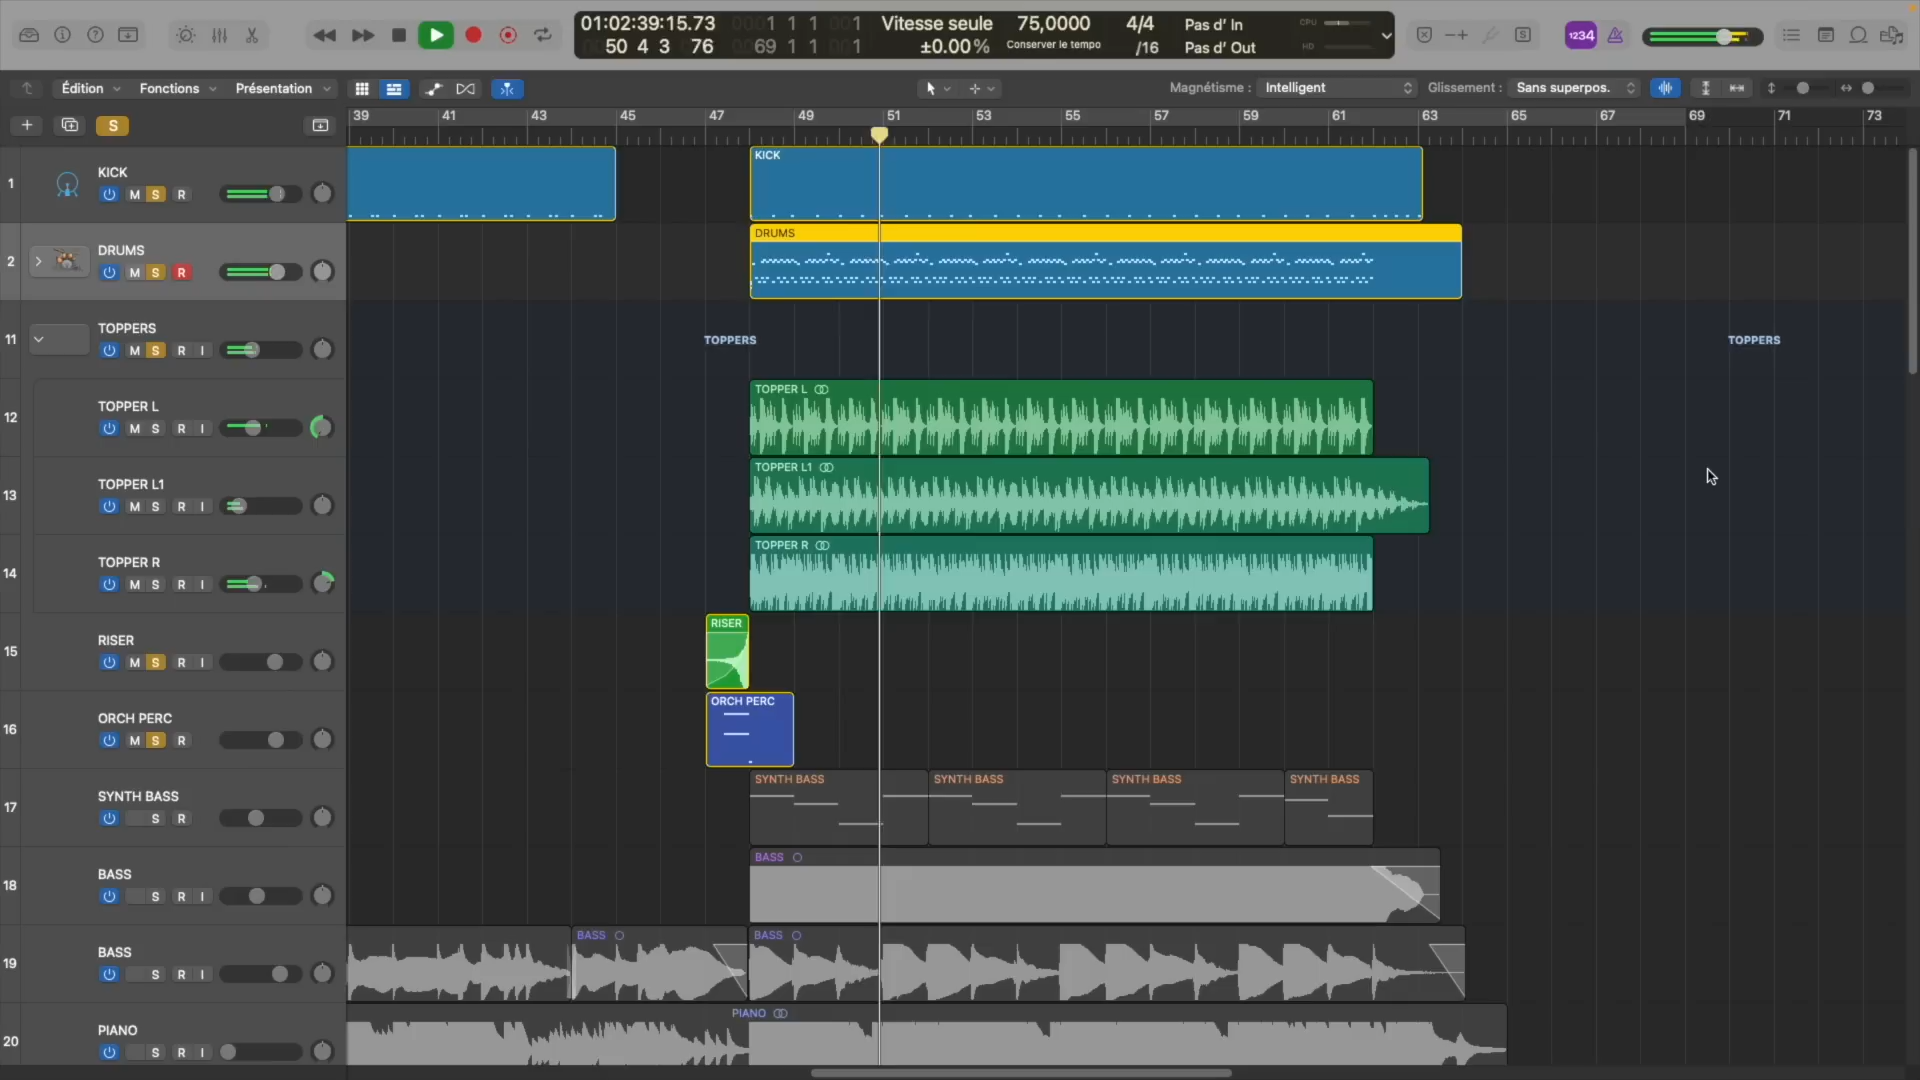 01:02:39:15.73
50 4 3 76
1 1 1 1
69 1 1 1
Vitesse seule
±0.00 %
75,0000
Conserver le tempo
4/4
/16
Pas d’ In
Pas d’ Out
CPU
HD
S
1234
Édition
Fonctions
Présentation
Magnétisme :
Intelligent
Glissement :
Sans superpos.
S
39 41 43 45 47 49 51 53 55 57 59 61 63 65 67 69 71 73
1
KICK
M S R
KICK
2
DRUMS
M S R
DRUMS
11
TOPPERS
M S R I
TOPPERS
TOPPERS
12
TOPPER L
M S R I
TOPPER L
13
TOPPER L1
M S R I
TOPPER L1
14
TOPPER R
M S R I
TOPPER R
15
RISER
M S R I
RISER
16
ORCH PERC
M S R
ORCH PERC
17
SYNTH BASS
S R
SYNTH BASS
SYNTH BASS
SYNTH BASS
SYNTH BASS
18
BASS
S R I
BASS
19
BASS
S R I
BASS
BASS
20
PIANO
S R I
PIANO